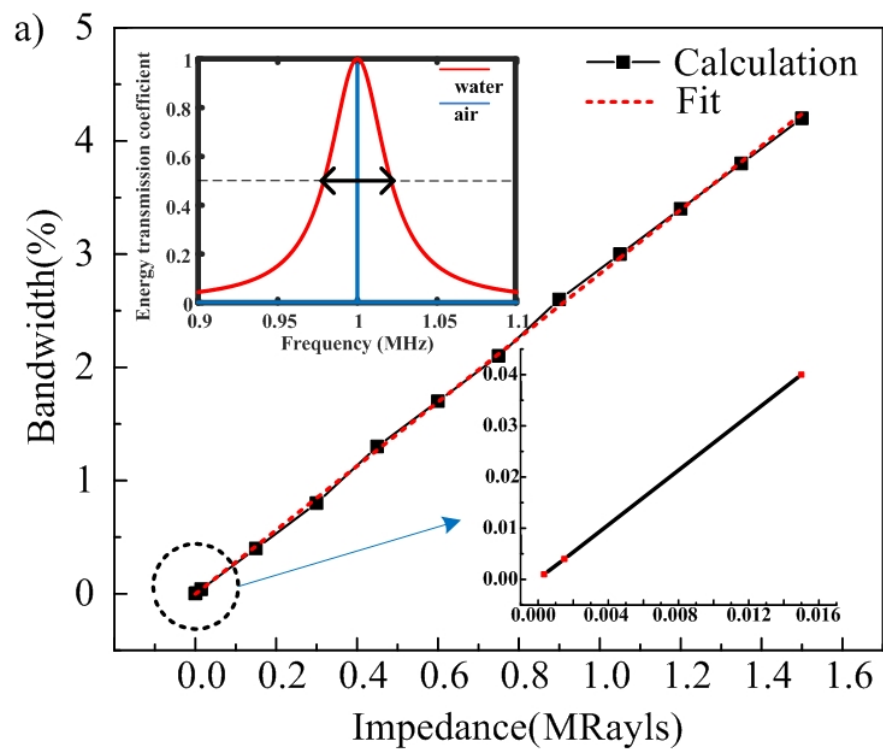 a)
5
4
3
2
1
0
Bandwidth(%)
0.0 0.2 0.4 0.6 0.8 1.0 1.2 1.4 1.6
Impedance(MRayls)
Calculation
Fit
Energy transmission coefficient
1
0.8
0.6
0.4
0.2
0
0.9 0.95 1 1.05 1.1
Frequency (MHz)
water
air
0.04
0.03
0.02
0.01
0.00
0.000 0.004 0.008 0.012 0.016